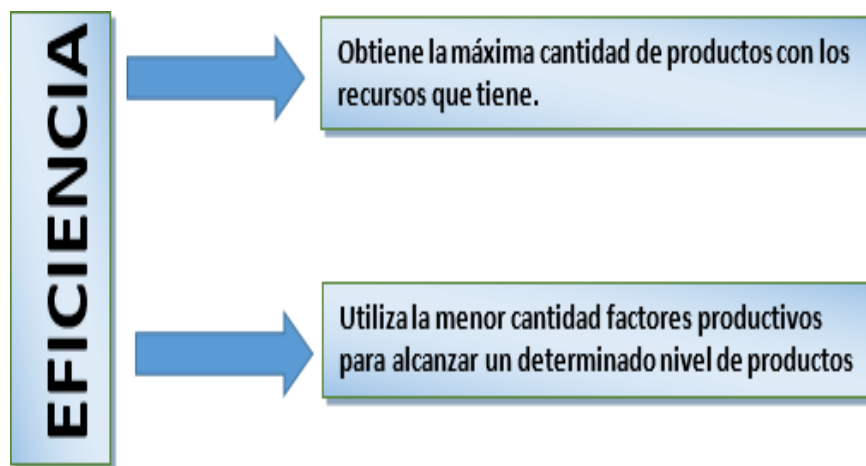 EFICIENCIA
Obtiene la máxima cantidad de productos con los
recursos que tiene.
Utiliza la menor cantidad factores productivos
para alcanzar un determinado nivel de productos